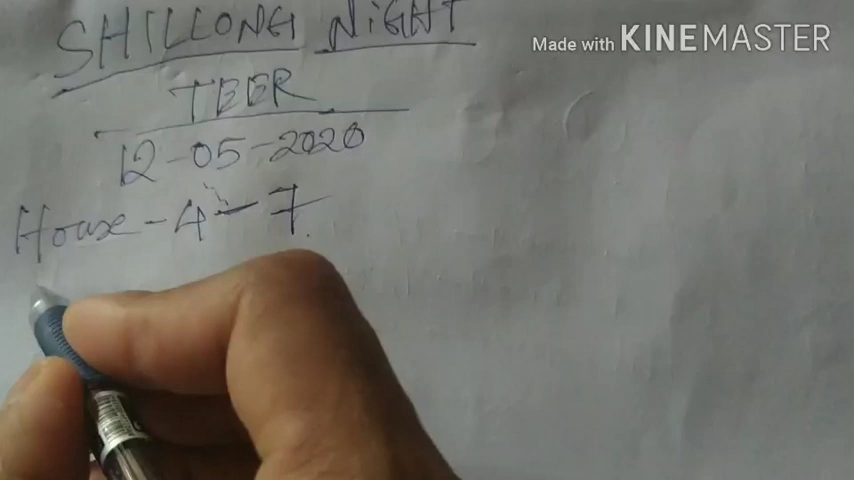 SHILLONG NiGHT
Made with KINEMASTER
TEER
12-05-2020
House - 4 - 7.